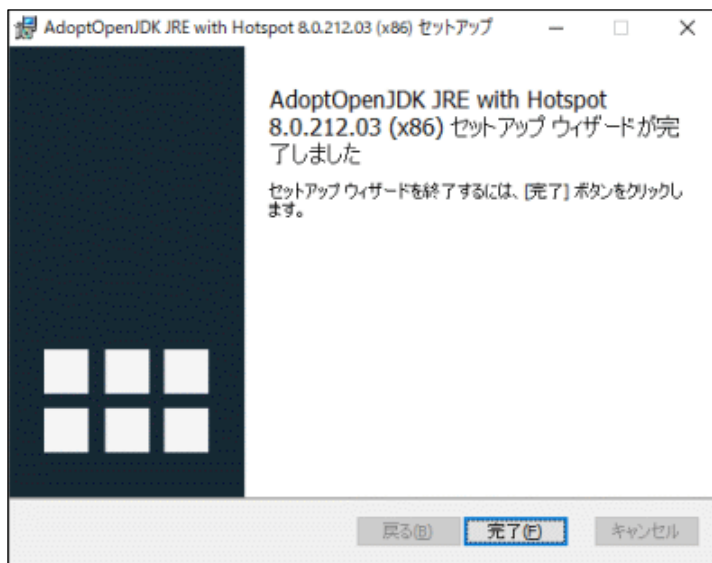 AdoptOpenJDK JRE with Hotspot 8.0.212.03 (x86) セットアップ
AdoptOpenJDK JRE with Hotspot
8.0.212.03 (x86) セットアップ ウィザードが完
了しました
セットアップ ウィザードを終了するには、[完了] ボタンをクリックし
ます。
戻る(B) 完了(F) キャンセル